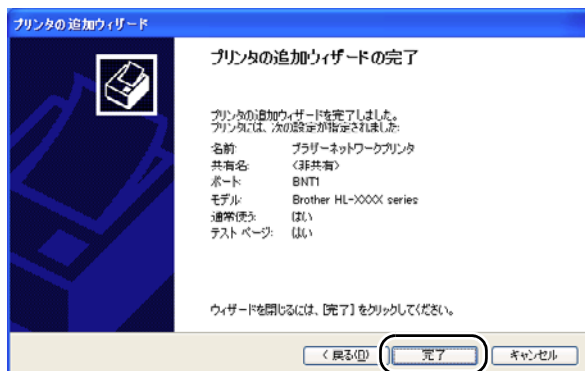 プリンタの追加ウィザード
プリンタの追加ウィザードの完了
プリンタの追加ウィザードを完了しました。
プリンタには、次の設定が指定されました:
名前: プラザーネットワークプリンタ
共有名: <非共有>
ポート: BNT1
モデル: Brother HL-XXXX series
通常使う: はい
テスト ページ: はい
ウィザードを閉じるには、[完了] をクリックしてください。
< 戻る(B)
完了
キャンセル